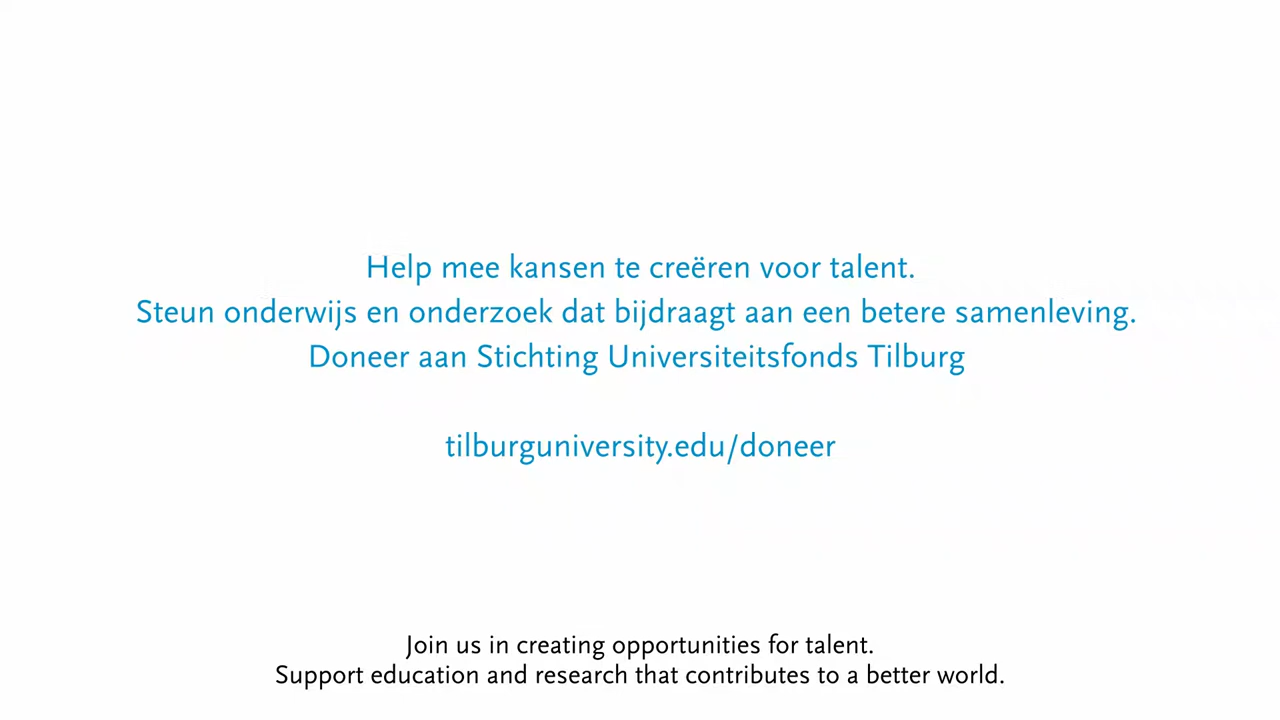 Help mee kansen te creëren voor talent.
Steun onderwijs en onderzoek dat bijdraagt aan een betere samenleving.
Doneer aan Stichting Universiteitsfonds Tilburg
tilburguniversity.edu/doneer
Join us in creating opportunities for talent.
Support education and research that contributes to a better world.